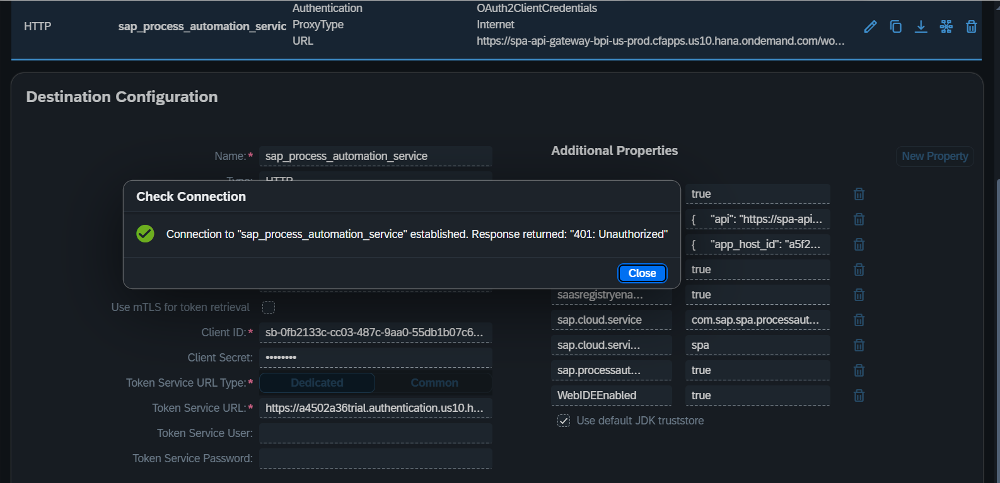 Authentication OAuth2ClientCredentials
HTTP sap_process_automation_servic ProxyType Internet
URL https://spa-api-gateway-bpi-us-prod.cfapps.us10.hana.ondemand.com/wo...
Destination Configuration
Name:* sap_process_automation_service
Additional Properties
New Property
Type: HTTP
Check Connection
Connection to "sap_process_automation_service" established. Response returned: "401: Unauthorized"
Close
true
{ "api": "https://spa-api...
{ "app_host_id": "a5f2...
true
saasregistryena... true
Use mTLS for token retrieval
Client ID:* sb-0fb2133c-cc03-487c-9aa0-55db1b07c6...
sap.cloud.service com.sap.spa.processaut...
Client Secret: ••••••••
sap.cloud.servi... spa
Token Service URL Type:* Dedicated Common
sap.processaut... true
Token Service URL:* https://a4502a36trial.authentication.us10.h...
WebIDEEnabled true
Token Service User:
Use default JDK truststore
Token Service Password: